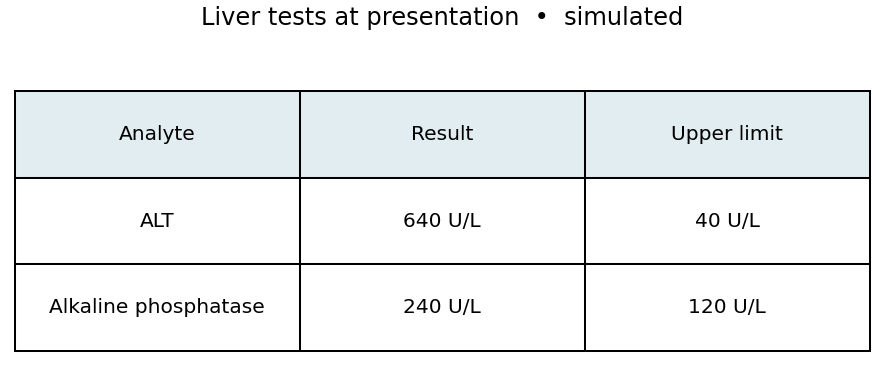 Liver tests at presentation • simulated
Analyte Result Upper limit
ALT 640 U/L 40 U/L
Alkaline phosphatase 240 U/L 120 U/L